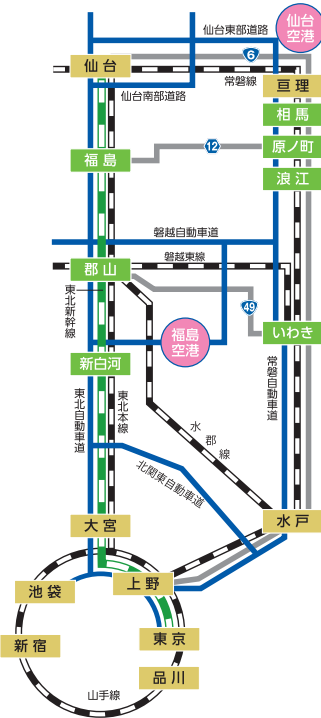 仙台東部道路
仙台
空港
仙台
6
常磐線
亘理
仙台南部道路
相馬
福島
12
原ノ町
浪江
磐越自動車道
磐越東線
郡山
東北新幹線
49
福島
空港
いわき
新白河
常磐自動車道
東北自動車道
東北本線
水郡線
北関東自動車道
大宮
水戸
池袋
上野
新宿
東京
品川
山手線